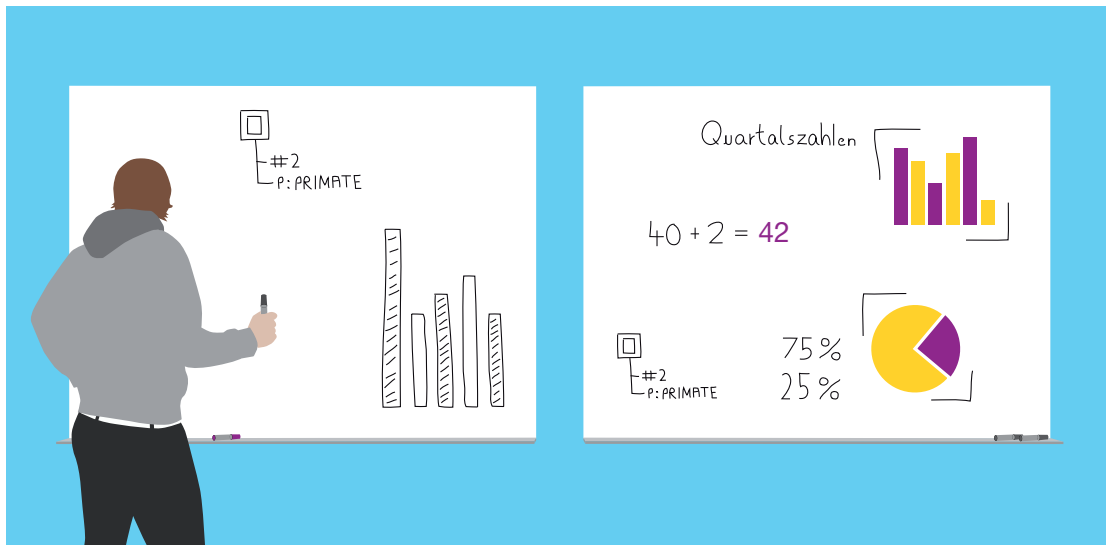 #2
P:PRIMATE
Quartalszahlen
40 + 2 = 42
75%
25%
#2
P:PRIMATE